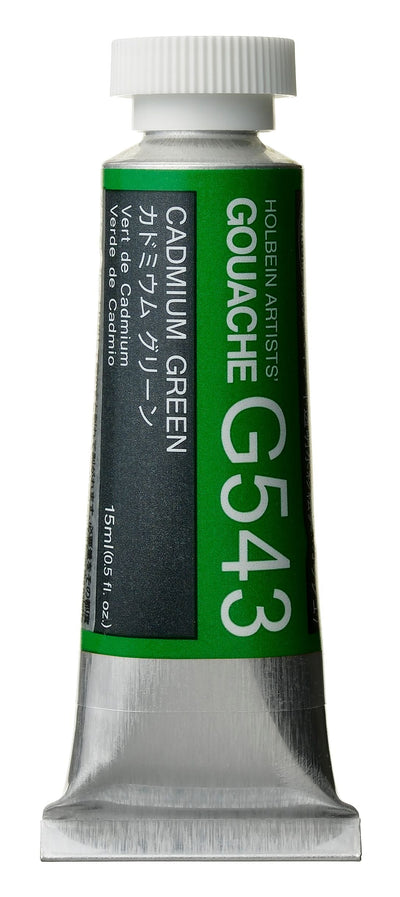 HOLBEIN ARTISTS'
GOUACHE G543
CADMIUM GREEN
カドミウム グリーン
Vert de Cadmium
Verde de Cadmio
15ml(0.5 fl. oz.)